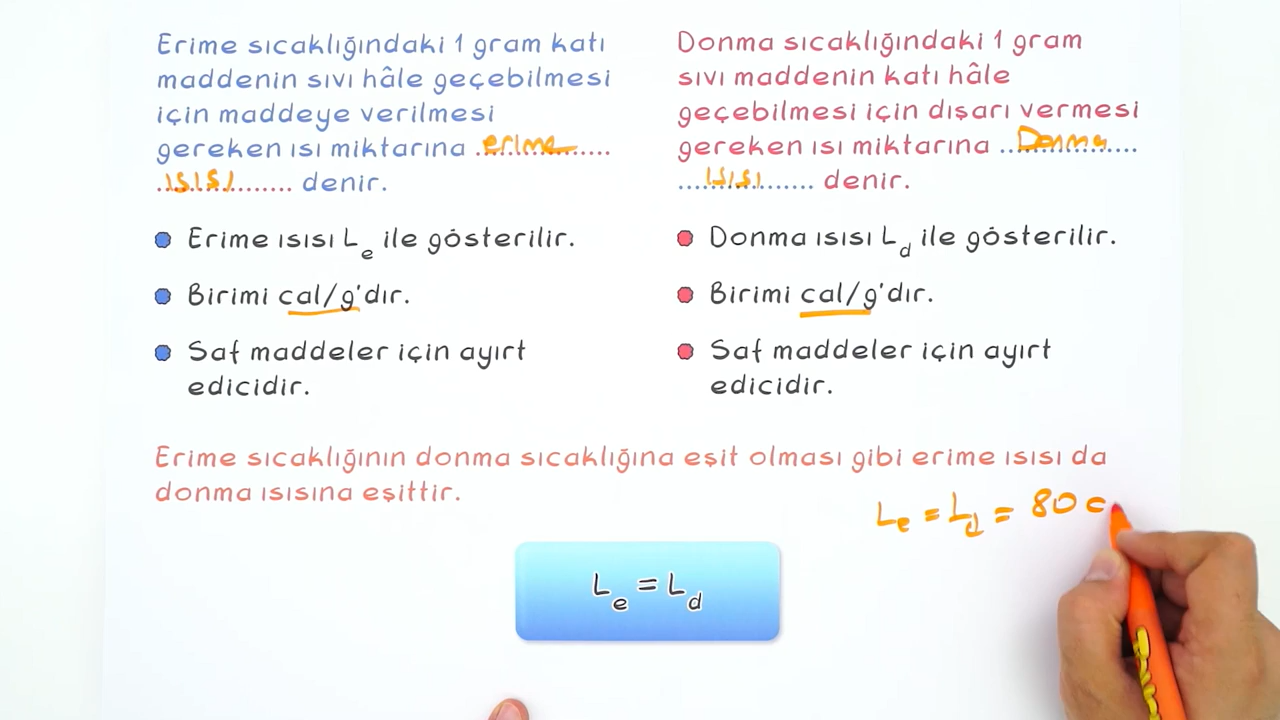 Erime sıcaklığındaki 1 gram katı
maddenin sıvı hâle geçebilmesi
için maddeye verilmesi
gereken ısı miktarına ..erime..............
..ısısı............... denir.
Erime ısısı Le ile gösterilir.
Birimi cal/g'dır.
Saf maddeler için ayırt
edicidir.
Donma sıcaklığındaki 1 gram
sıvı maddenin katı hâle
geçebilmesi için dışarı vermesi
gereken ısı miktarına ..Donma..............
..ısısı............... denir.
Donma ısısı Ld ile gösterilir.
Birimi cal/g'dır.
Saf maddeler için ayırt
edicidir.
Erime sıcaklığının donma sıcaklığına eşit olması gibi erime ısısı da
donma ısısına eşittir.
Le = Ld = 80 c
Le = Ld